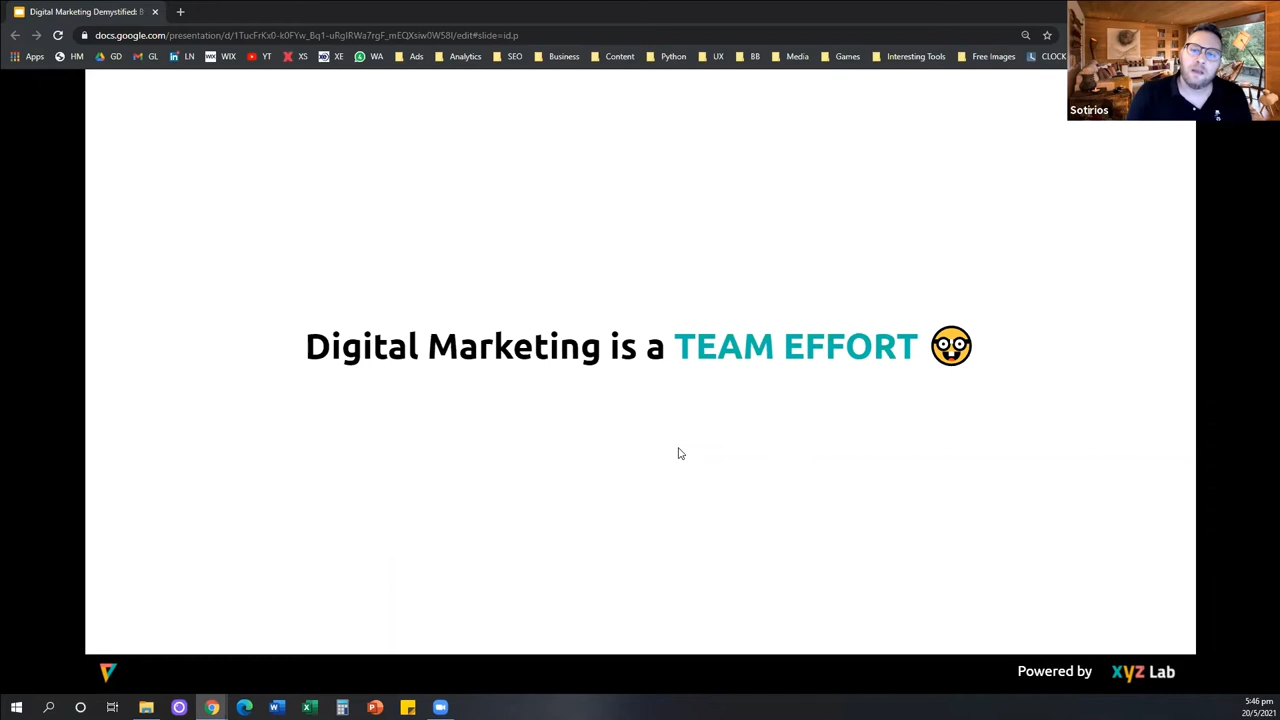 Digital Marketing Demystified: B
docs.google.com/presentation/d/1TucFrKx0-k0FYw_Bq1-uRgIRWa7rgF_mEQXsiw0W58I/edit#slide=id.p
Apps HM GD GL LN WIX YT XS XE WA Ads Analytics SEO Business Content Python UX BB Media Games Interesting Tools Free Images CLOCK
Sotirios
Digital Marketing is a TEAM EFFORT
Powered by XYZ Lab
5:46 pm
20/5/2021